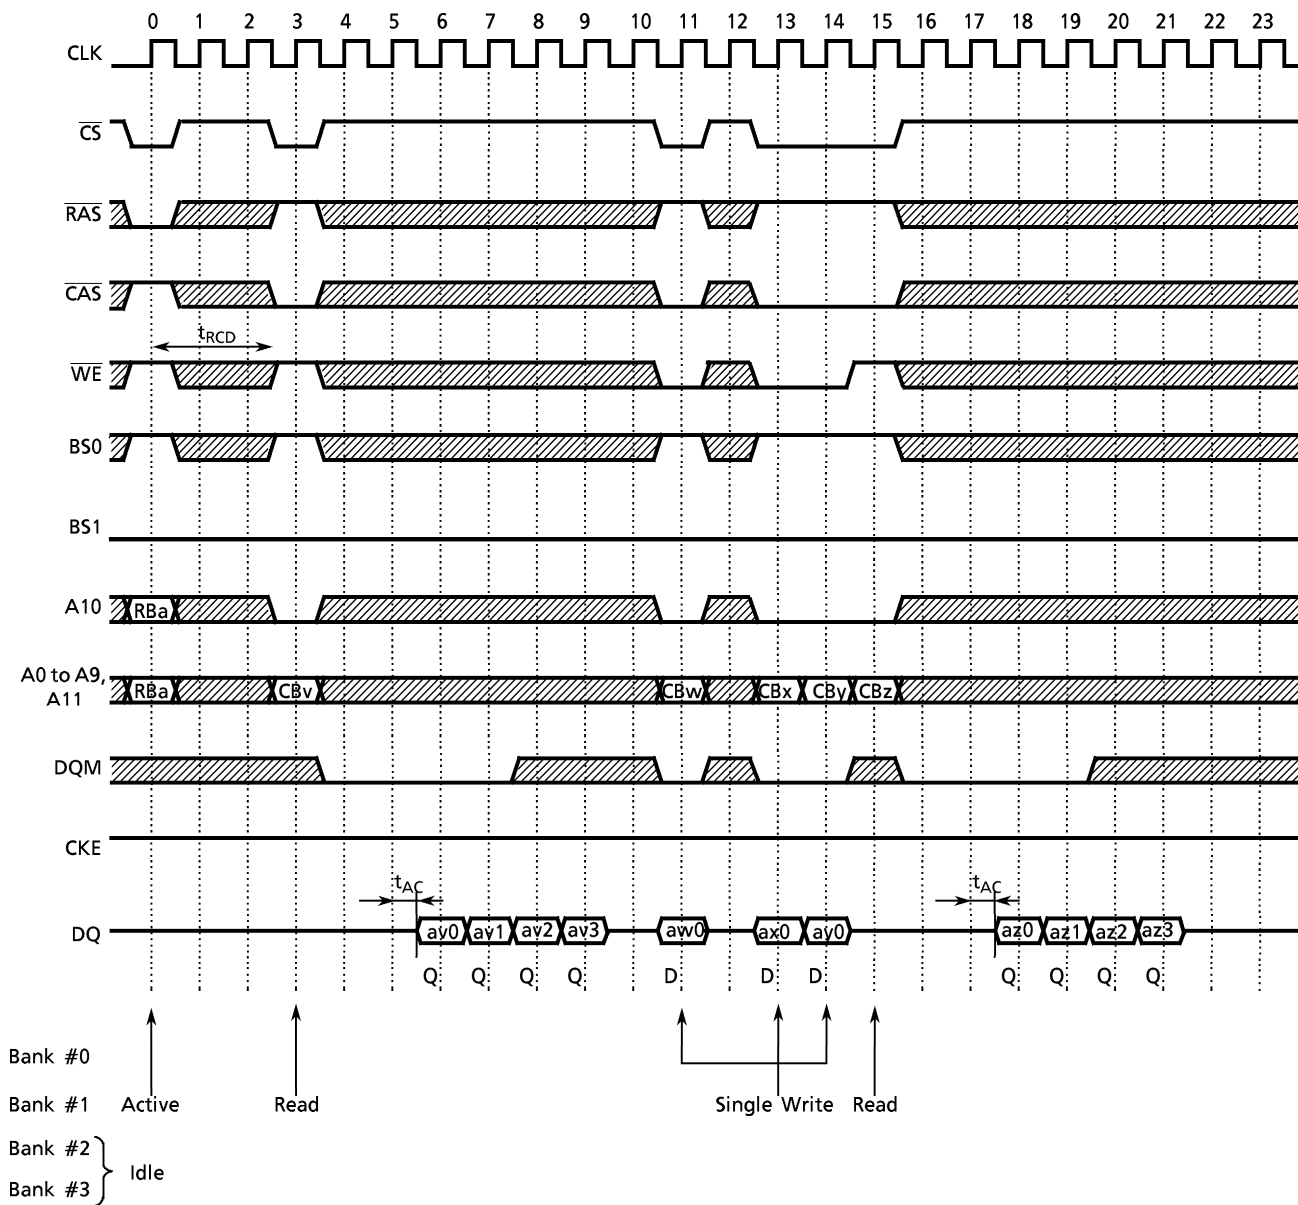 0 1 2 3 4 5 6 7 8 9 10 11 12 13 14 15 16 17 18 19 20 21 22 23
CLK
CS
RAS
CAS
tRCD
WE
BS0
BS1
A10 RBa
A0 to A9,
A11
RBa CBv CBw CBx CBy CBz
DQM
CKE
tAC tAC
DQ av0 av1 av2 av3 aw0 ax0 ay0 az0 az1 az2 az3
Q Q Q Q D D D Q Q Q Q
Bank #0
Bank #1 Active Read Single Write Read
Bank #2
Idle
Bank #3